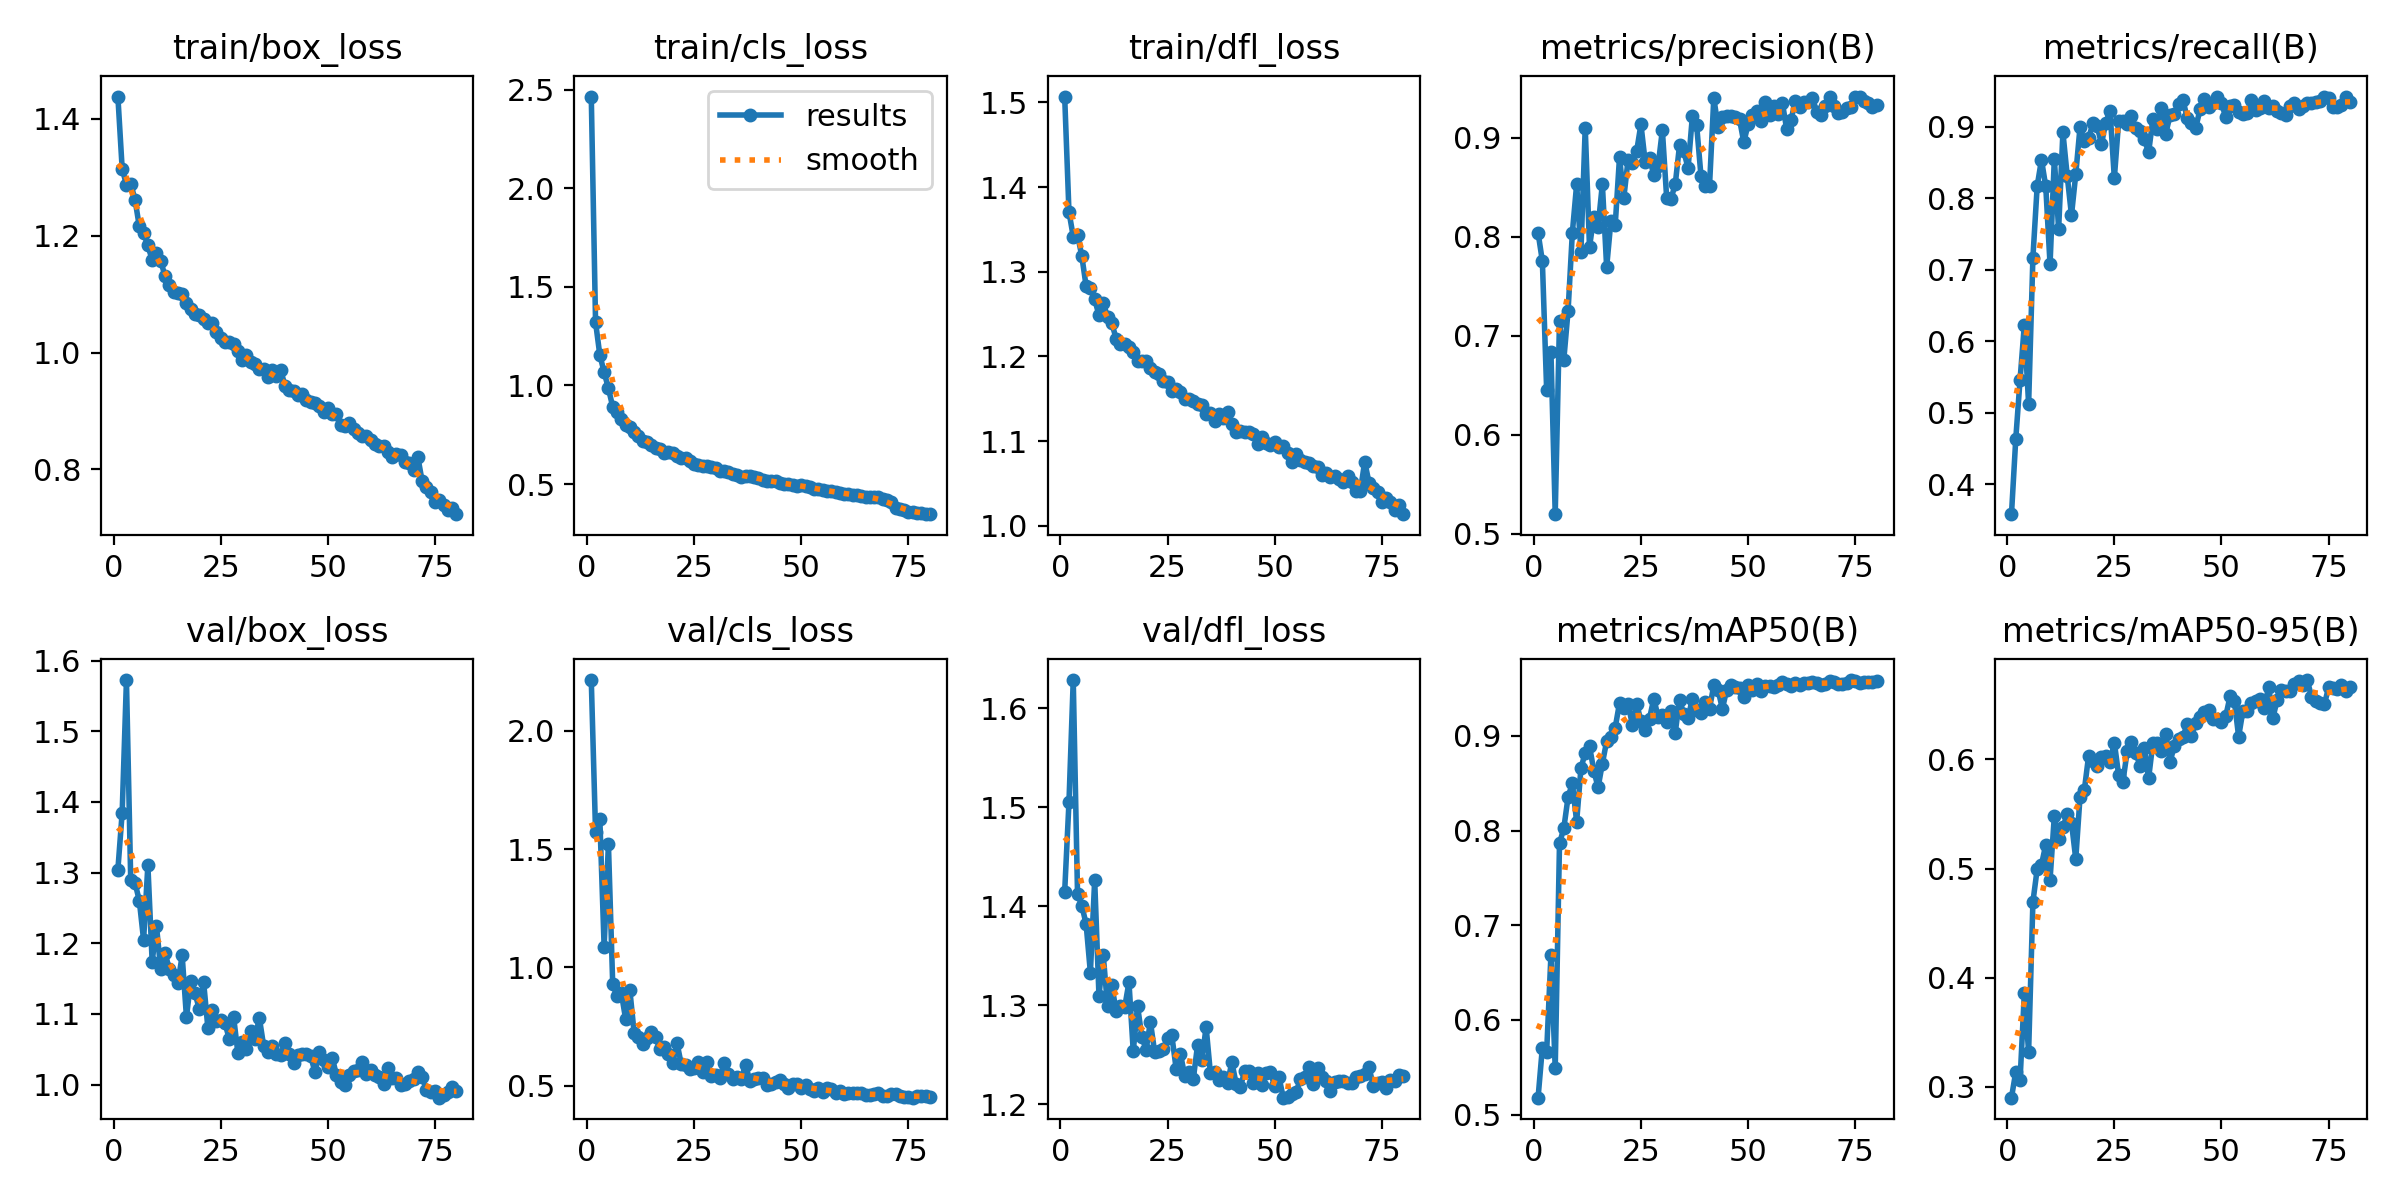 train/box_loss
1.4
1.2
1.0
0.8
0 25 50 75
train/cls_loss
results
smooth
2.5
2.0
1.5
1.0
0.5
0 25 50 75
train/dfl_loss
1.5
1.4
1.3
1.2
1.1
1.0
0 25 50 75
metrics/precision(B)
0.9
0.8
0.7
0.6
0.5
0 25 50 75
metrics/recall(B)
0.9
0.8
0.7
0.6
0.5
0.4
0 25 50 75
val/box_loss
1.6
1.5
1.4
1.3
1.2
1.1
1.0
0 25 50 75
val/cls_loss
2.0
1.5
1.0
0.5
0 25 50 75
val/dfl_loss
1.6
1.5
1.4
1.3
1.2
0 25 50 75
metrics/mAP50(B)
0.9
0.8
0.7
0.6
0.5
0 25 50 75
metrics/mAP50-95(B)
0.6
0.5
0.4
0.3
0 25 50 75